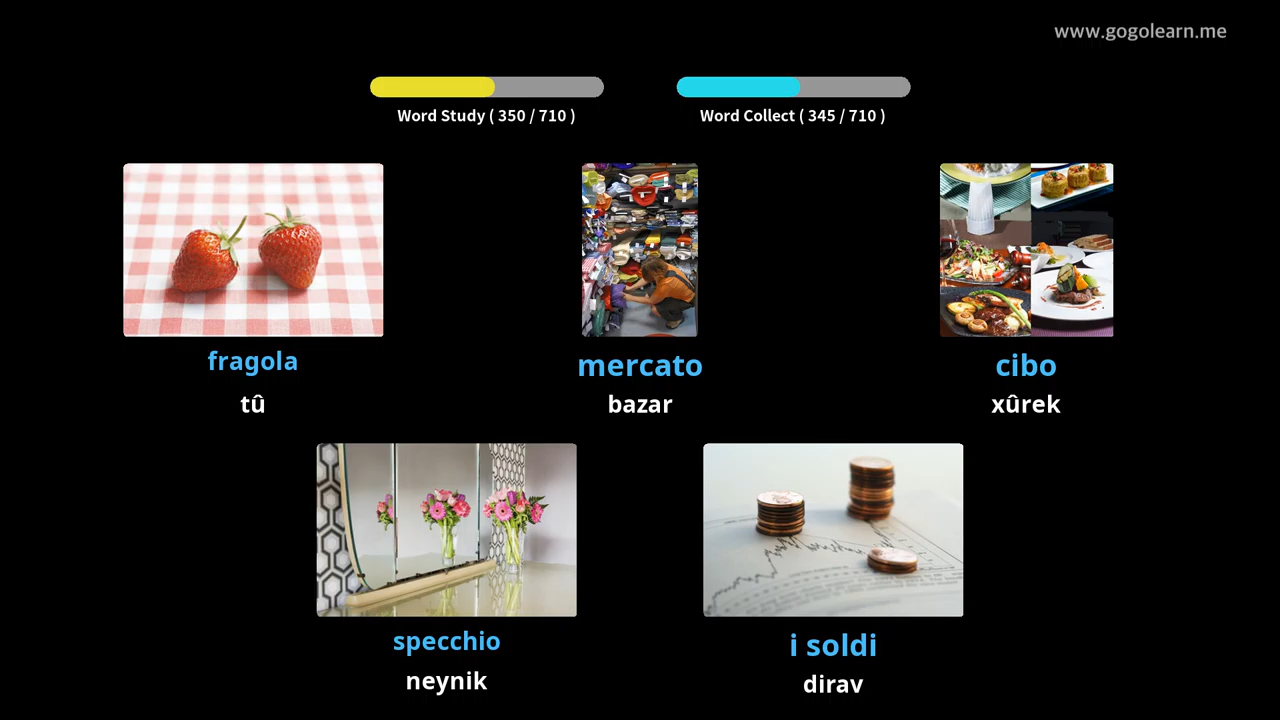 www.gogolearn.me
Word Study ( 350 / 710 )
Word Collect ( 345 / 710 )
fragola
mercato
cibo
tû
bazar
xûrek
specchio
i soldi
neynik
dirav